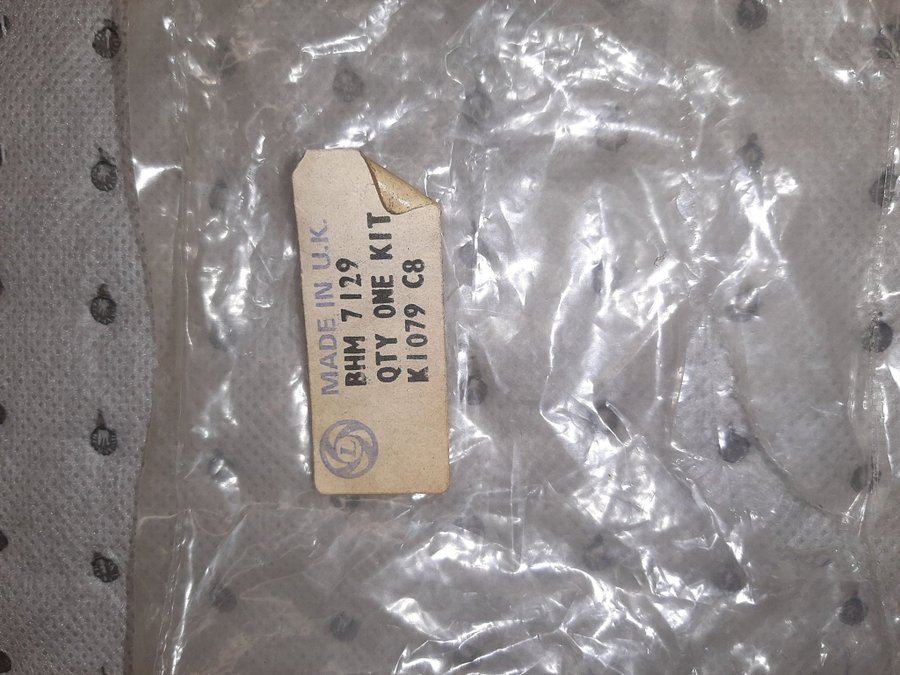 MADE IN U.K.
BHM 7129
QTY ONE KIT
K1079 C8
L